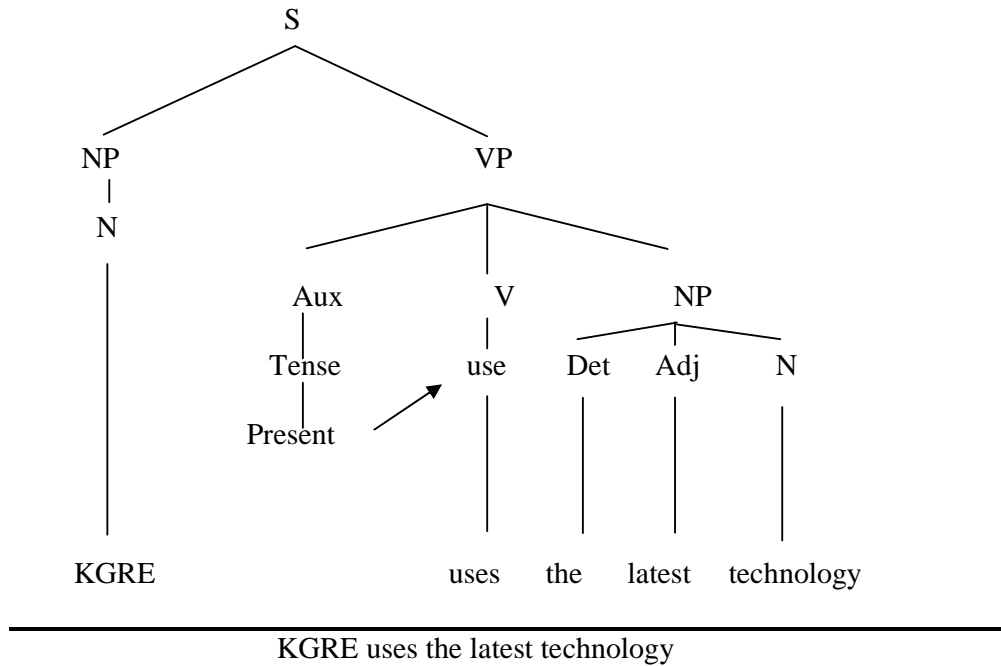 S
NP VP
N
Aux V NP
Tense use Det Adj N
Present
KGRE uses the latest technology
KGRE uses the latest technology